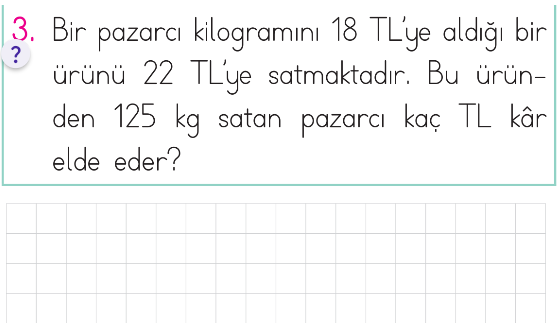 3. Bir pazarcı kilogramını 18 TL'ye aldığı bir
?
ürünü 22 TL'ye satmaktadır. Bu ürün-
den 125 kg satan pazarcı kaç TL kâr
elde eder?